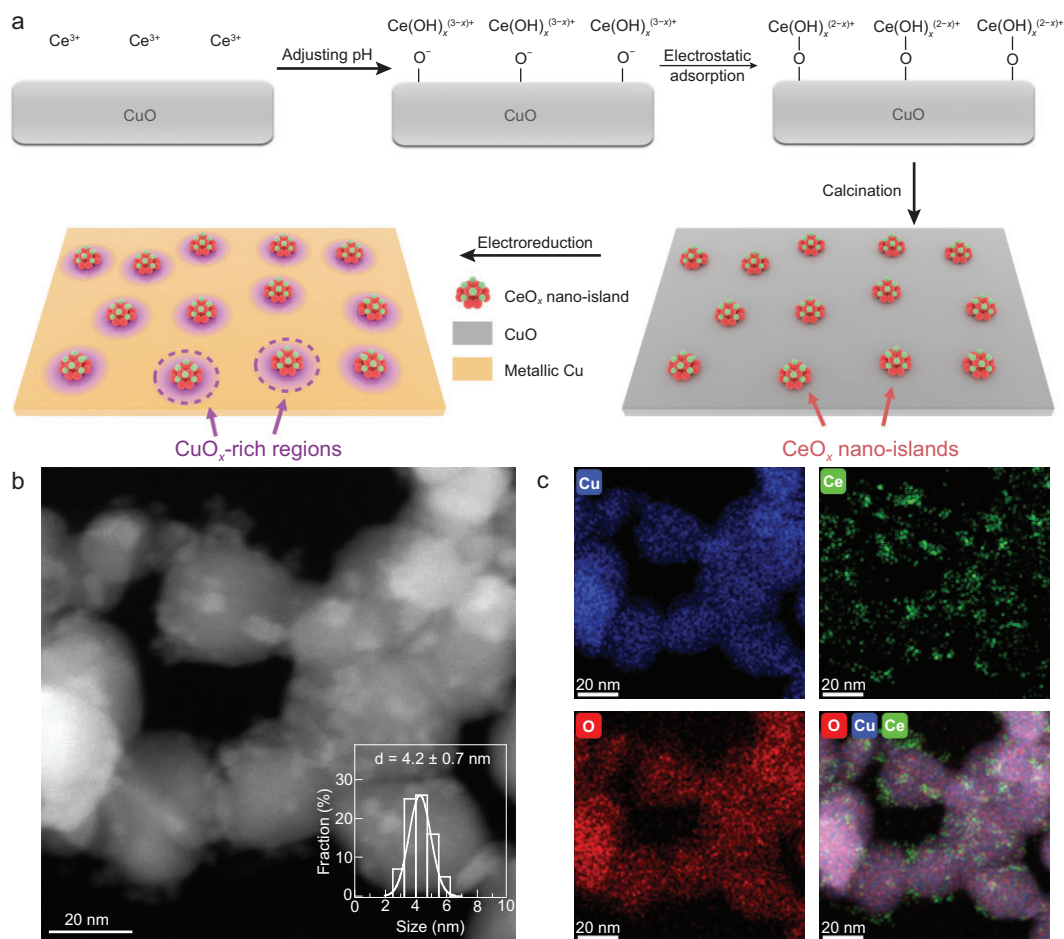 a
Ce³⁺ Ce³⁺ Ce³⁺
CuO
Adjusting pH
Ce(OH)ₓ⁽³⁻ˣ⁾⁺ Ce(OH)ₓ⁽³⁻ˣ⁾⁺ Ce(OH)ₓ⁽³⁻ˣ⁾⁺
O⁻ O⁻ O⁻
CuO
Electrostatic
adsorption
Ce(OH)ₓ⁽²⁻ˣ⁾⁺ Ce(OH)ₓ⁽²⁻ˣ⁾⁺ Ce(OH)ₓ⁽²⁻ˣ⁾⁺
O O O
CuO
Calcination
Electroreduction
CeOₓ nano-island
CuO
Metallic Cu
CuOₓ-rich regions
CeOₓ nano-islands
b
d = 4.2 ± 0.7 nm
Fraction (%)
30
20
10
0
0 2 4 6 8 10
Size (nm)
20 nm
c
Cu
20 nm
Ce
20 nm
O
20 nm
O Cu Ce
20 nm